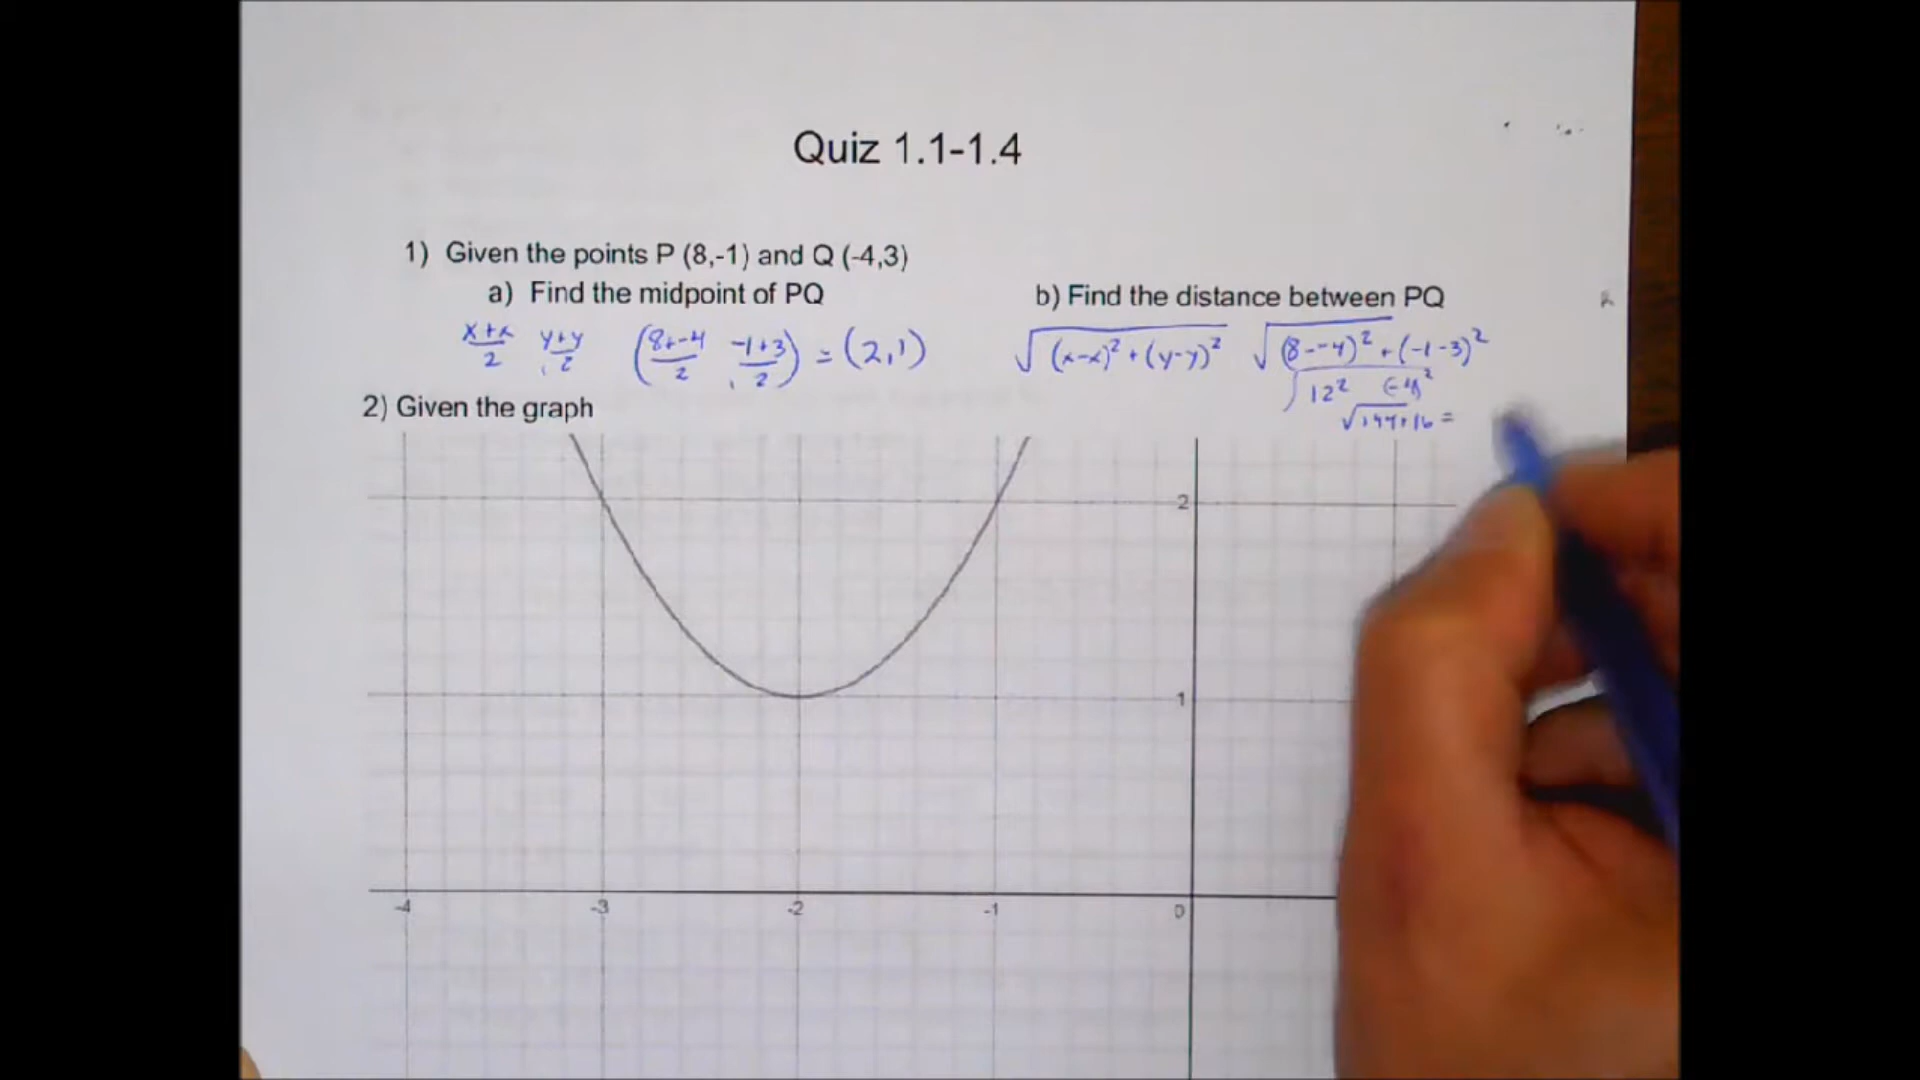 Quiz 1.1-1.4
1) Given the points P (8,-1) and Q (-4,3)
a) Find the midpoint of PQ
b) Find the distance between PQ
x+x/2 , y+y/2 (8+-4/2 , -1+3/2) = (2,1)
√(x-x)² + (y-y)² √(8--4)² + (-1-3)²
√12² (-4)²
√144+16 =
2) Given the graph
2
1
-4 -3 -2 -1 0